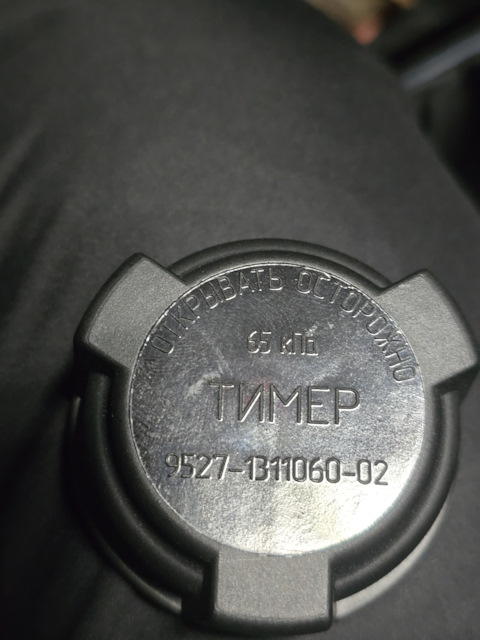 ОТКРЫВАТЬ ОСТОРОЖНО
65 кПа
ТИМЕР
9527-1311060-02